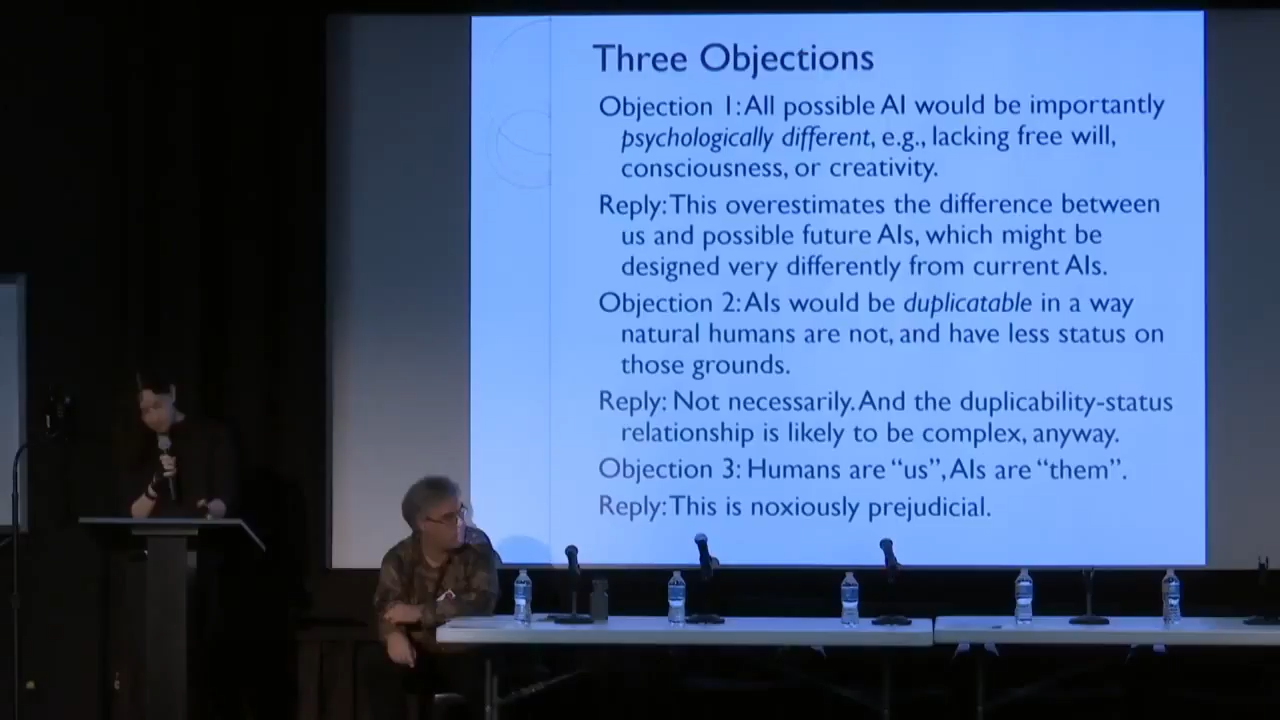 Three Objections
Objection 1: All possible AI would be importantly
psychologically different, e.g., lacking free will,
consciousness, or creativity.
Reply: This overestimates the difference between
us and possible future AIs, which might be
designed very differently from current AIs.
Objection 2: AIs would be duplicatable in a way
natural humans are not, and have less status on
those grounds.
Reply: Not necessarily. And the duplicability-status
relationship is likely to be complex, anyway.
Objection 3: Humans are “us”, AIs are “them”.
Reply: This is noxiously prejudicial.